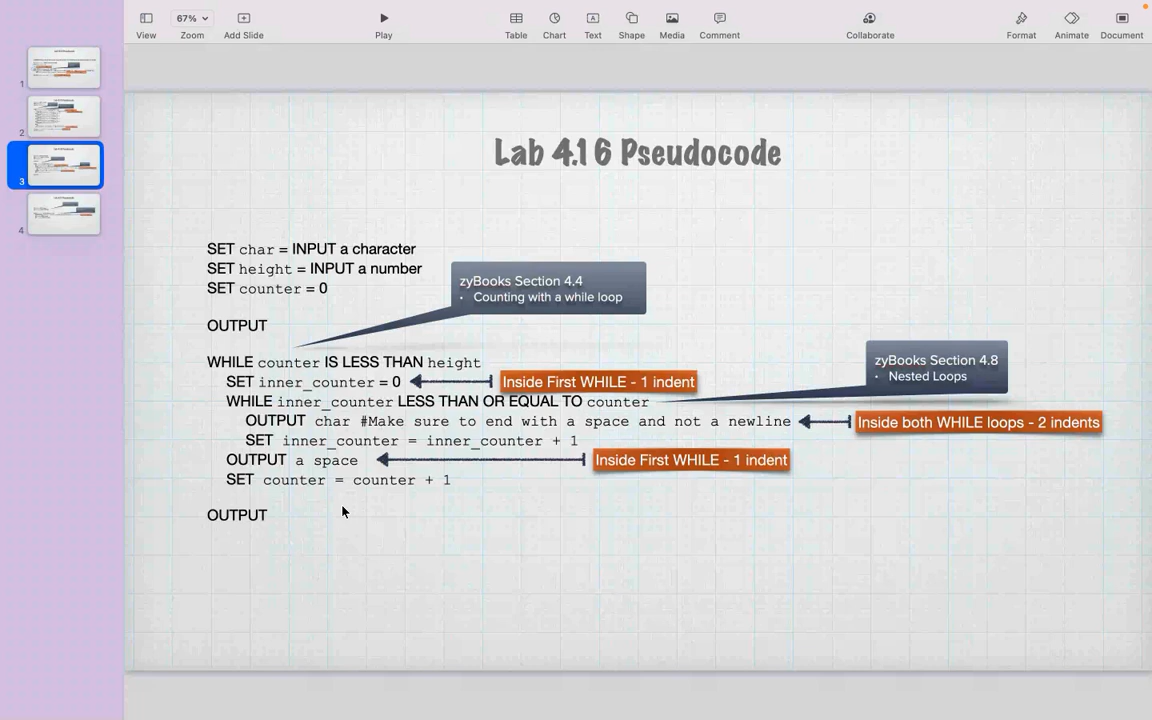 67%
View
Zoom
Add Slide
Play
Table
Chart
Text
Shape
Media
Comment
Collaborate
Format
Animate
Document
1
2
3
4
Lab 4.16 Pseudocode
SET char = INPUT a character
SET height = INPUT a number
SET counter = 0
zyBooks Section 4.4
• Counting with a while loop
OUTPUT
WHILE counter IS LESS THAN height
zyBooks Section 4.8
• Nested Loops
SET inner_counter = 0
Inside First WHILE - 1 indent
WHILE inner_counter LESS THAN OR EQUAL TO counter
OUTPUT char #Make sure to end with a space and not a newline
Inside both WHILE loops - 2 indents
SET inner_counter = inner_counter + 1
OUTPUT a space
Inside First WHILE - 1 indent
SET counter = counter + 1
OUTPUT